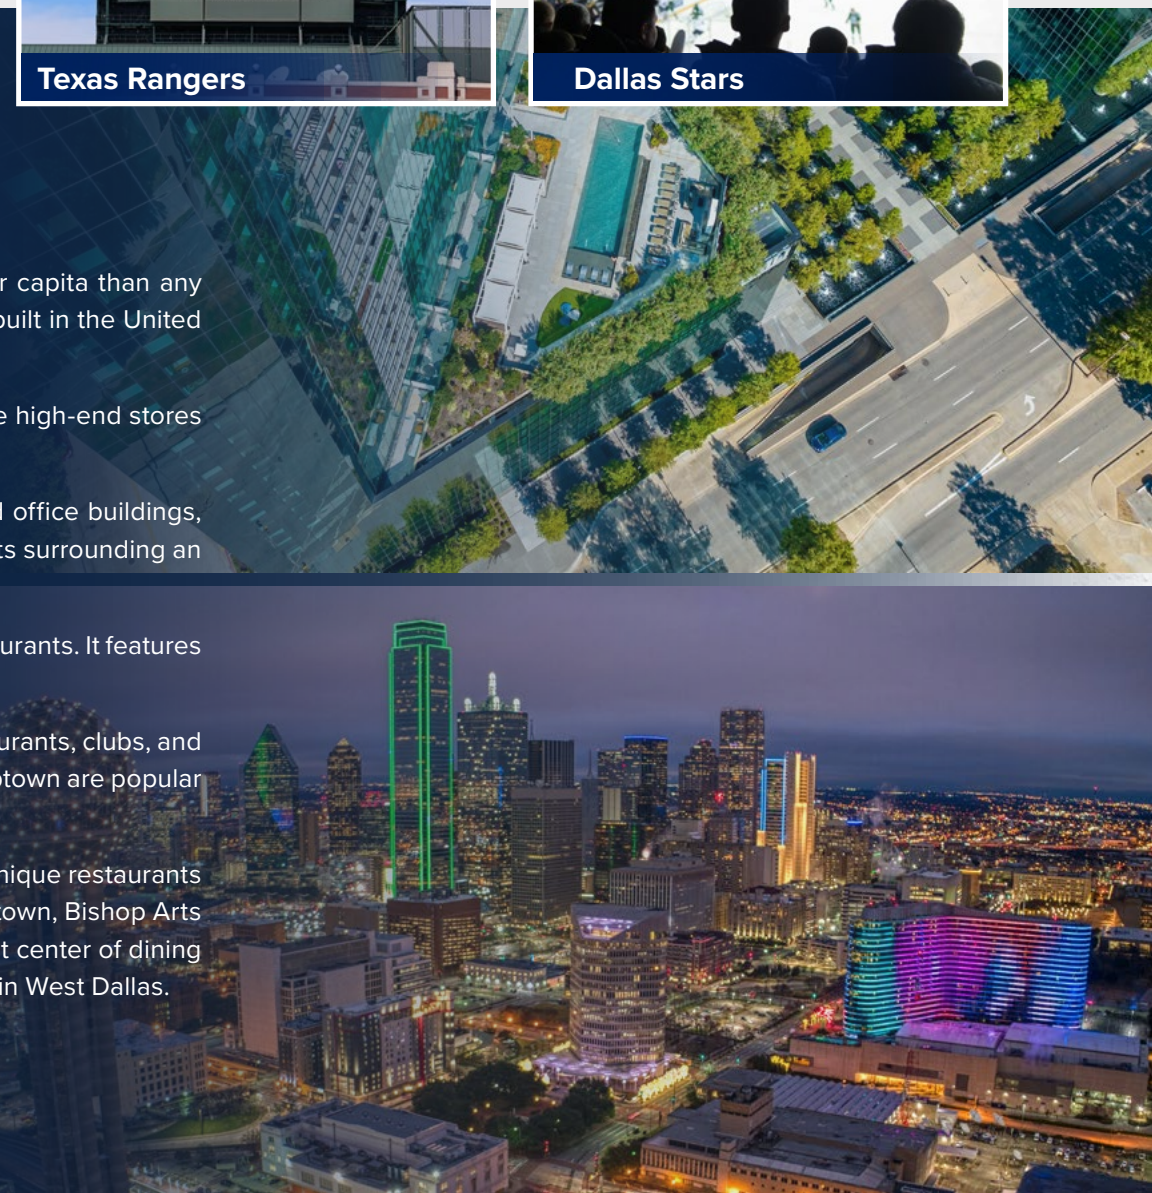 Texas Rangers
Dallas Stars
r capita than any
built in the United
e high-end stores
l office buildings,
ts surrounding an
urants. It features
urants, clubs, and
otown are popular
nique restaurants
town, Bishop Arts
t center of dining
in West Dallas.